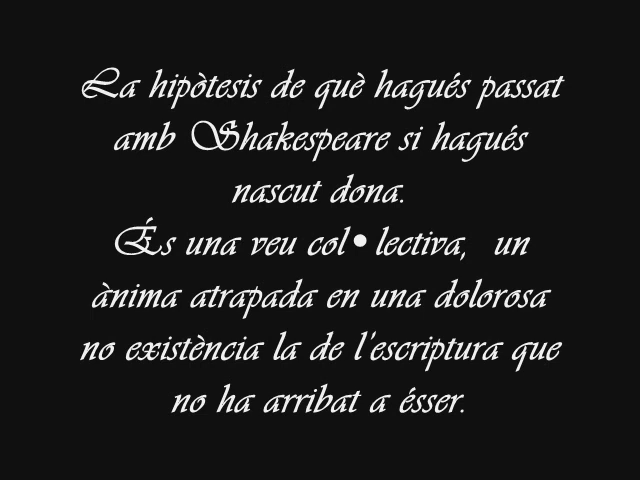 La hipòtesis de què hagués passat
amb Shakespeare si hagués
nascut dona.
És una veu col•lectiva,  un
ànima atrapada en una dolorosa
no existència la de l'escriptura que
no ha arribat a ésser.